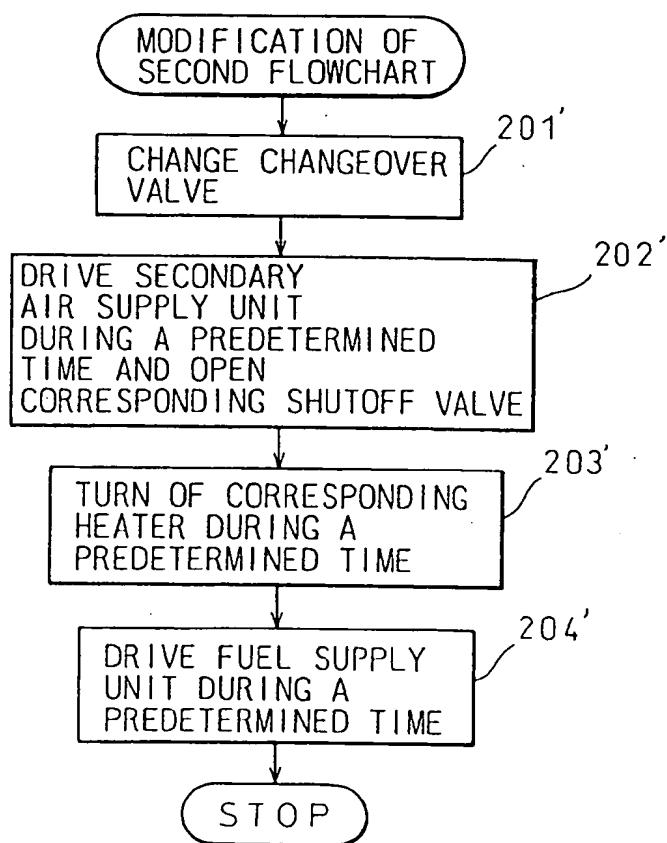 MODIFICATION OF
SECOND FLOWCHART
201'
CHANGE CHANGEOVER
VALVE
202'
DRIVE SECONDARY
AIR SUPPLY UNIT
DURING A PREDETERMINED
TIME AND OPEN
CORRESPONDING SHUTOFF VALVE
203'
TURN OF CORRESPONDING
HEATER DURING A
PREDETERMINED TIME
204'
DRIVE FUEL SUPPLY
UNIT DURING A
PREDETERMINED TIME
STOP